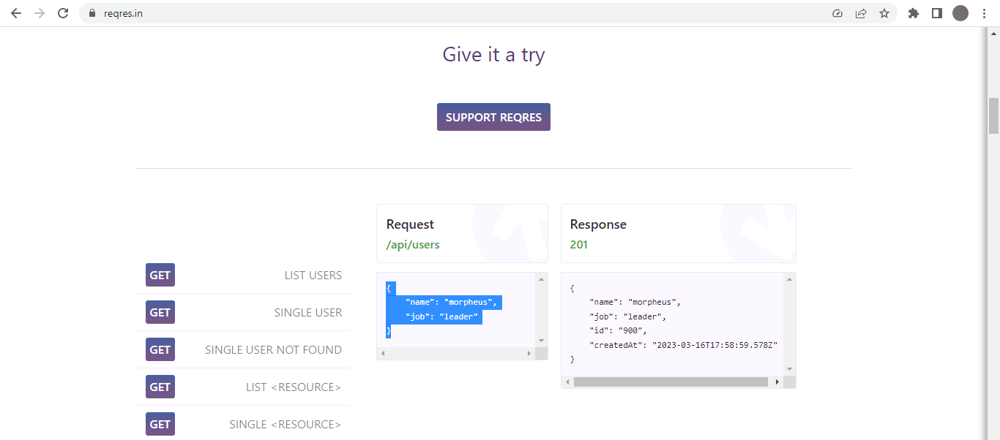 reqres.in
Give it a try
SUPPORT REQRES
GET LIST USERS
GET SINGLE USER
GET SINGLE USER NOT FOUND
GET LIST <RESOURCE>
GET SINGLE <RESOURCE>
Request
/api/users
{
    "name": "morpheus",
    "job": "leader"
}
Response
201
{
    "name": "morpheus",
    "job": "leader",
    "id": "900",
    "createdAt": "2023-03-16T17:58:59.578Z"
}